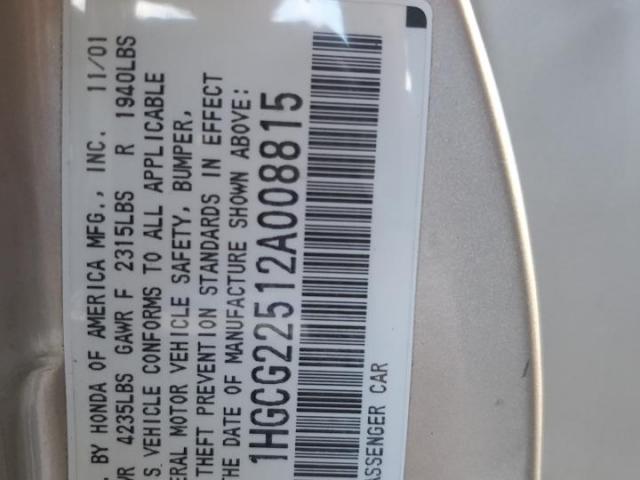 BY HONDA OF AMERICA MFG., INC. 11/01
4235LBS GAWR F 2315LBS R 1940LBS
VEHICLE CONFORMS TO ALL APPLICABLE
MOTOR VEHICLE SAFETY, BUMPER,
THEFT PREVENTION STANDARDS IN EFFECT
THE DATE OF MANUFACTURE SHOWN ABOVE:
1HGCG22512A008815
ASSENGER CAR